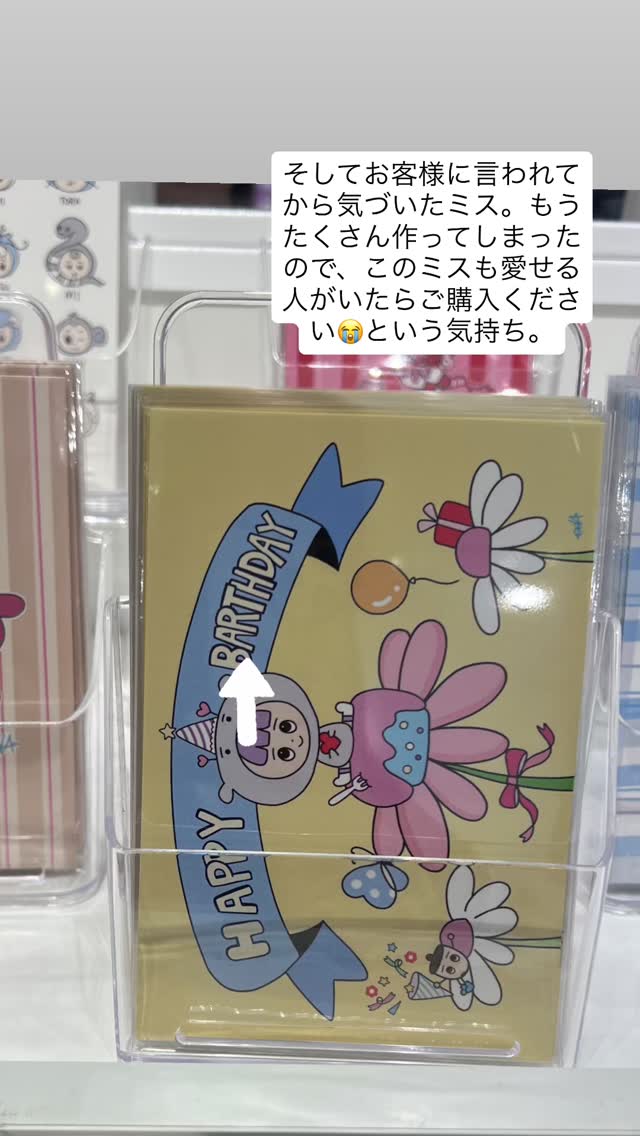 そしてお客様に言われて
から気づいたミス。もう
たくさん作ってしまった
ので、このミスも愛せる
人がいたらご購入くださ
い😭という気持ち。
HAPPY BARTHDAY